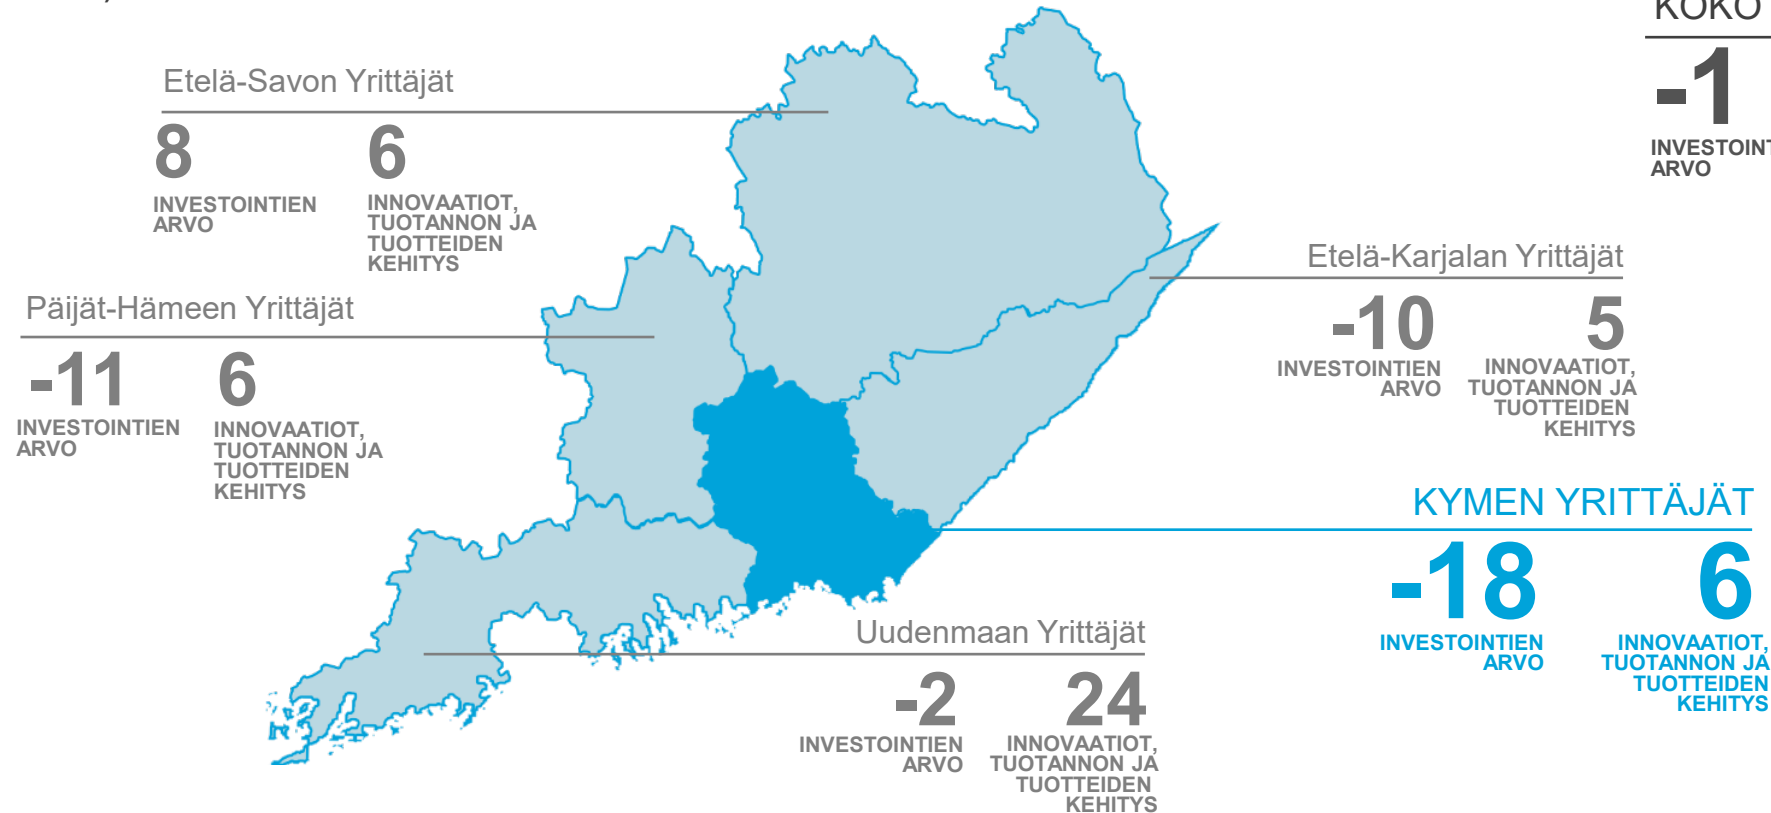 KOKO
-1
INVESTOINT
ARVO
Etelä-Savon Yrittäjät
8
INVESTOINTIEN
ARVO
6
INNOVAATIOT,
TUOTANNON JA
TUOTTEIDEN
KEHITYS
Etelä-Karjalan Yrittäjät
-10
INVESTOINTIEN
ARVO
5
INNOVAATIOT,
TUOTANNON JA
TUOTTEIDEN
KEHITYS
Päijät-Hämeen Yrittäjät
-11
INVESTOINTIEN
ARVO
6
INNOVAATIOT,
TUOTANNON JA
TUOTTEIDEN
KEHITYS
KYMEN YRITTÄJÄT
-18
INVESTOINTIEN
ARVO
6
INNOVAATIOT,
TUOTANNON JA
TUOTTEIDEN
KEHITYS
Uudenmaan Yrittäjät
-2
INVESTOINTIEN
ARVO
24
INNOVAATIOT,
TUOTANNON JA
TUOTTEIDEN
KEHITYS